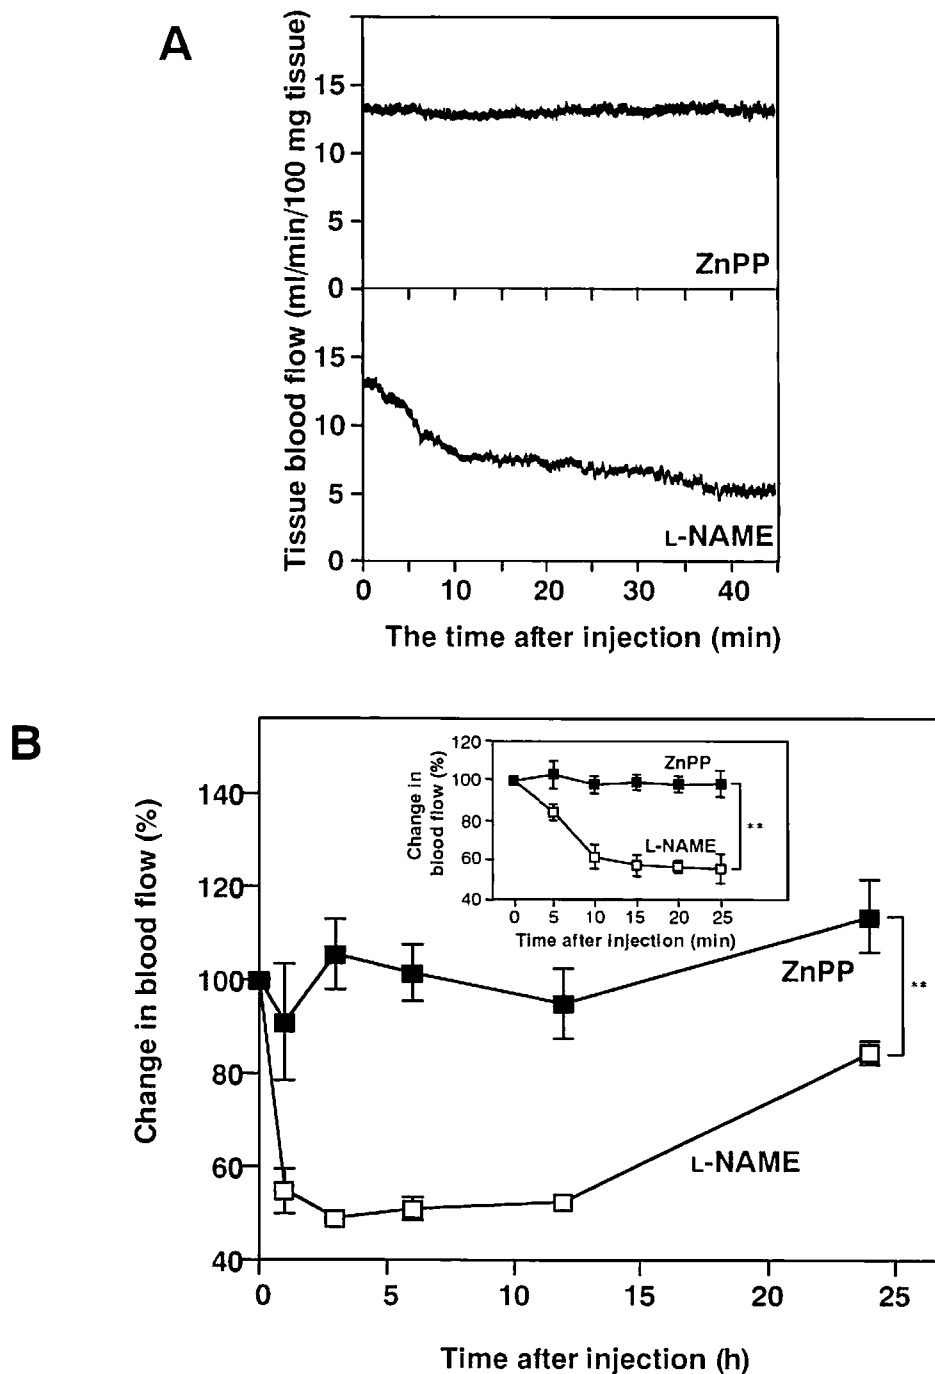 A
Tissue blood flow (ml/min/100 mg tissue)
15
10
5
0
ZnPP
15
10
5
0
L-NAME
0 10 20 30 40
The time after injection (min)
B
Change in blood flow (%)
140
120
100
80
60
40
Change in
blood flow (%)
120
100
80
60
40
ZnPP
L-NAME
**
0 5 10 15 20 25
Time after injection (min)
ZnPP
**
L-NAME
0 5 10 15 20 25
Time after injection (h)